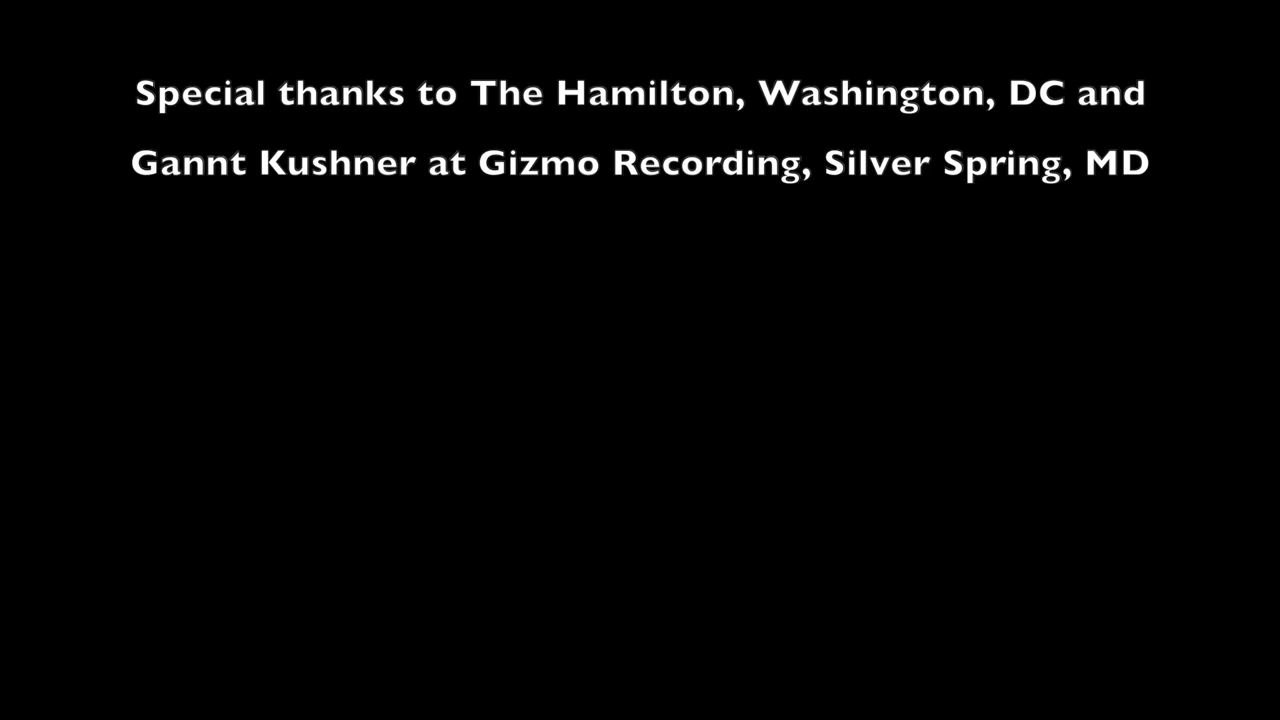 Special thanks to The Hamilton, Washington, DC and
Gannt Kushner at Gizmo Recording, Silver Spring, MD